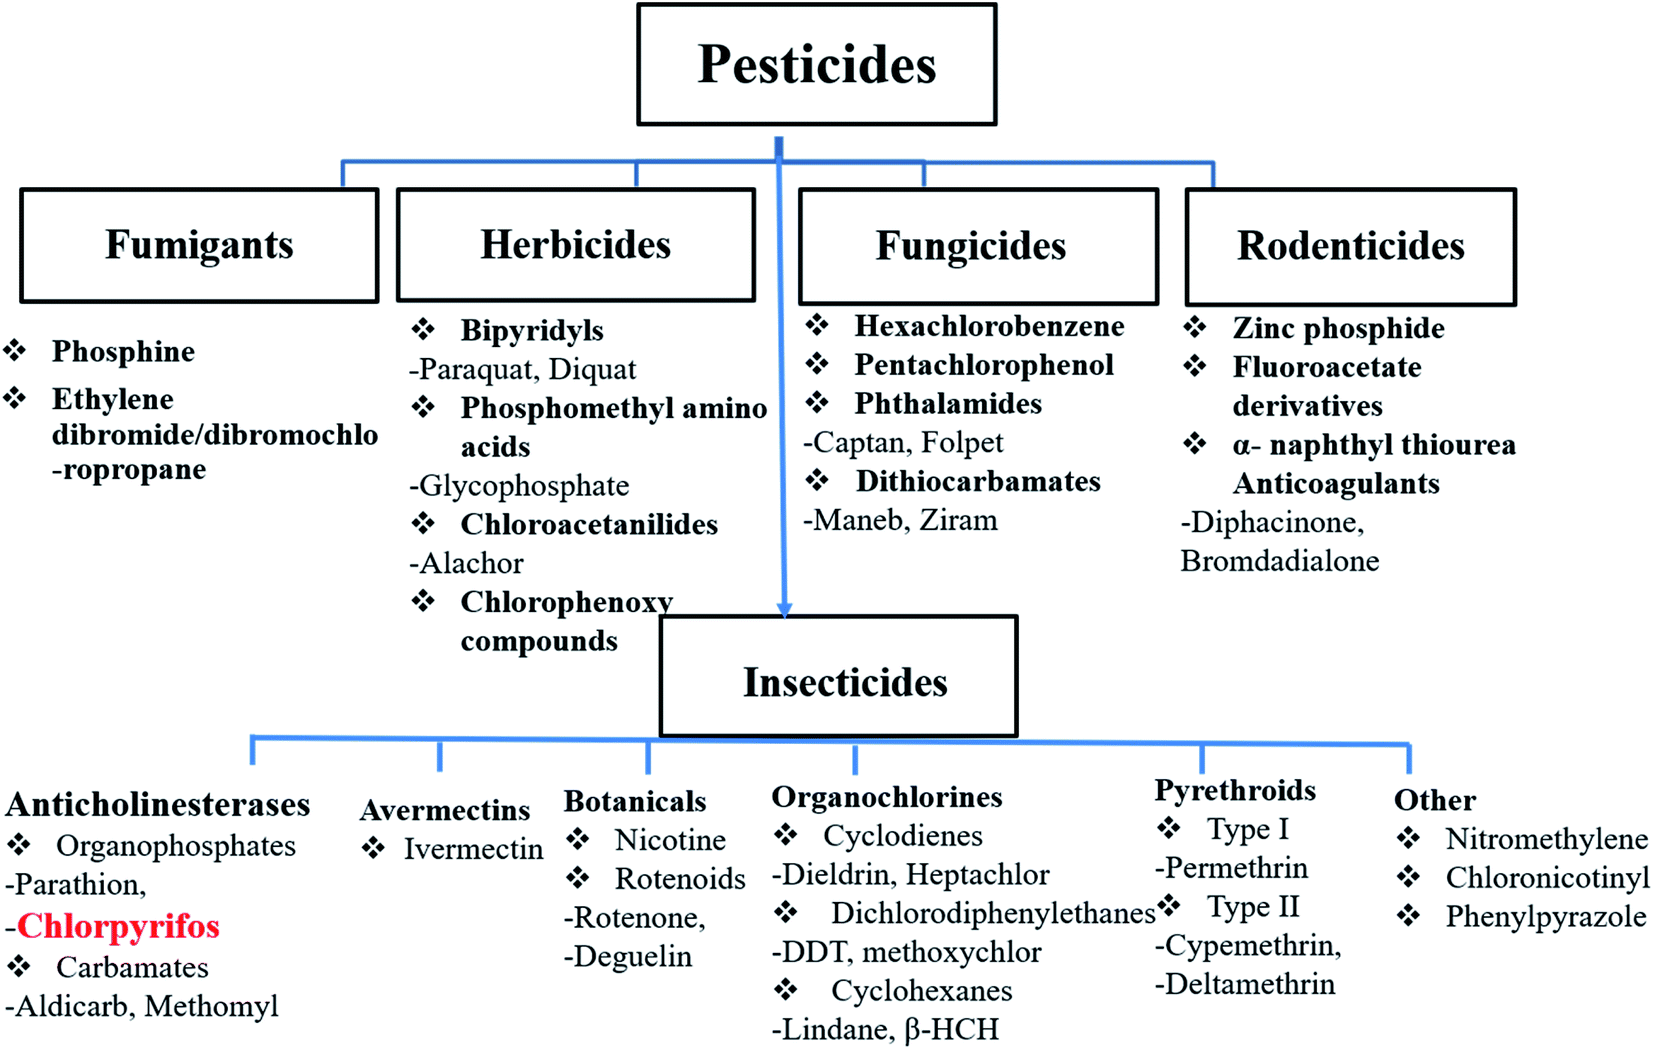 Pesticides
Fumigants
❖ Phosphine
❖ Ethylene
dibromide/dibromochlo
-ropropane
Herbicides
❖ Bipyridyls
-Paraquat, Diquat
❖ Phosphomethyl amino
acids
-Glycophosphate
❖ Chloroacetanilides
-Alachor
❖ Chlorophenoxy
compounds
Fungicides
❖ Hexachlorobenzene
❖ Pentachlorophenol
❖ Phthalamides
-Captan, Folpet
❖ Dithiocarbamates
-Maneb, Ziram
Rodenticides
❖ Zinc phosphide
❖ Fluoroacetate
derivatives
❖ α- naphthyl thiourea
Anticoagulants
-Diphacinone,
Bromdadialone
Insecticides
Anticholinesterases
❖ Organophosphates
-Parathion,
-Chlorpyrifos
❖ Carbamates
-Aldicarb, Methomyl
Avermectins
❖ Ivermectin
Botanicals
❖ Nicotine
❖ Rotenoids
-Rotenone,
-Deguelin
Organochlorines
❖ Cyclodienes
-Dieldrin, Heptachlor
❖ Dichlorodiphenylethanes
-DDT, methoxychlor
❖ Cyclohexanes
-Lindane, β-HCH
Pyrethroids
❖ Type I
-Permethrin
❖ Type II
-Cypemethrin,
-Deltamethrin
Other
❖ Nitromethylene
❖ Chloronicotinyl
❖ Phenylpyrazole